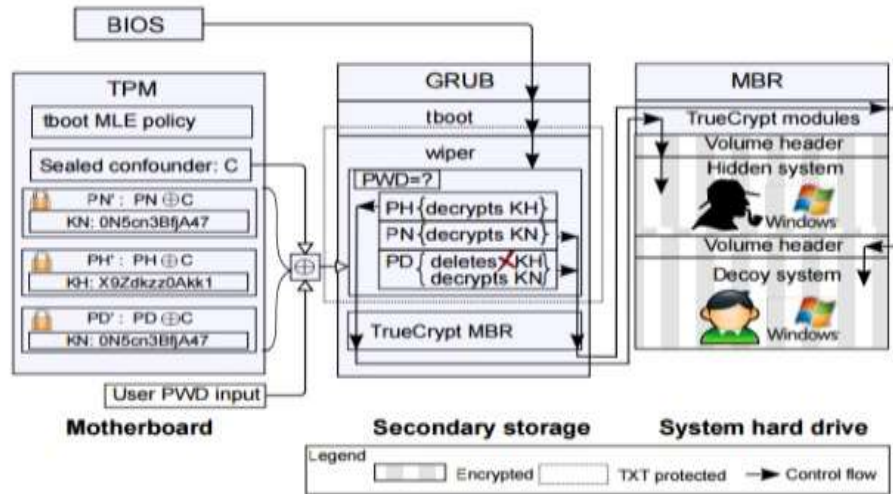 BIOS
TPM
tboot MLE policy
Sealed confounder: C
PN' : PN ⊕C
KN: 0N5cn3BfjA47
PH' : PH ⊕C
KH: X9Zdkzz0Akk1
PD' : PD ⊕C
KN: 0N5cn3BfjA47
User PWD input
Motherboard
GRUB
tboot
wiper
PWD=?
PH {decrypts KH}
PN {decrypts KN}
PD { deletes KH
decrypts KN }
TrueCrypt MBR
Secondary storage
MBR
TrueCrypt modules
Volume header
Hidden system
Windows
Volume header
Decoy system
Windows
System hard drive
Legend
Encrypted
TXT protected
Control flow